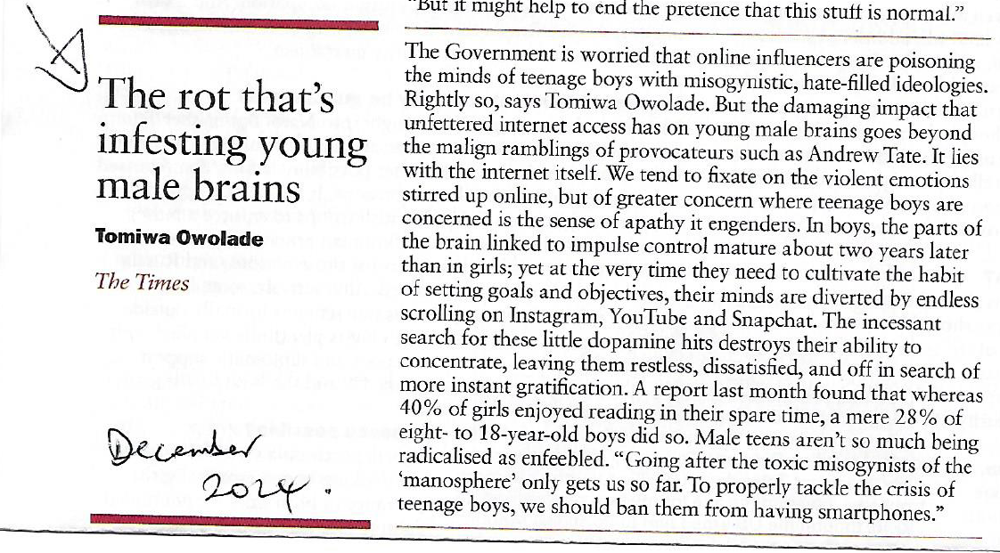 "But it might help to end the pretence that this stuff is normal."
The rot that's
infesting young
male brains
Tomiwa Owolade
The Times
December
2024.
The Government is worried that online influencers are poisoning
the minds of teenage boys with misogynistic, hate-filled ideologies.
Rightly so, says Tomiwa Owolade. But the damaging impact that
unfettered internet access has on young male brains goes beyond
the malign ramblings of provocateurs such as Andrew Tate. It lies
with the internet itself. We tend to fixate on the violent emotions
stirred up online, but of greater concern where teenage boys are
concerned is the sense of apathy it engenders. In boys, the parts of
the brain linked to impulse control mature about two years later
than in girls; yet at the very time they need to cultivate the habit
of setting goals and objectives, their minds are diverted by endless
scrolling on Instagram, YouTube and Snapchat. The incessant
search for these little dopamine hits destroys their ability to
concentrate, leaving them restless, dissatisfied, and off in search of
more instant gratification. A report last month found that whereas
40% of girls enjoyed reading in their spare time, a mere 28% of
eight- to 18-year-old boys did so. Male teens aren't so much being
radicalised as enfeebled. "Going after the toxic misogynists of the
'manosphere' only gets us so far. To properly tackle the crisis of
teenage boys, we should ban them from having smartphones."